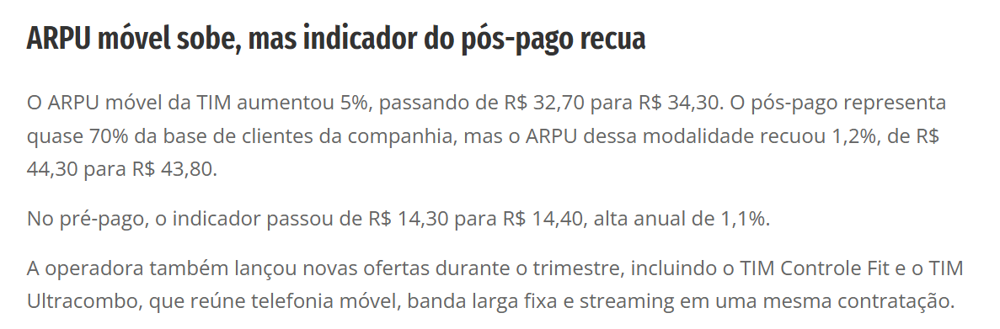 ARPU móvel sobe, mas indicador do pós-pago recua
O ARPU móvel da TIM aumentou 5%, passando de R$ 32,70 para R$ 34,30. O pós-pago representa
quase 70% da base de clientes da companhia, mas o ARPU dessa modalidade recuou 1,2%, de R$
44,30 para R$ 43,80.
No pré-pago, o indicador passou de R$ 14,30 para R$ 14,40, alta anual de 1,1%.
A operadora também lançou novas ofertas durante o trimestre, incluindo o TIM Controle Fit e o TIM
Ultracombo, que reúne telefonia móvel, banda larga fixa e streaming em uma mesma contratação.